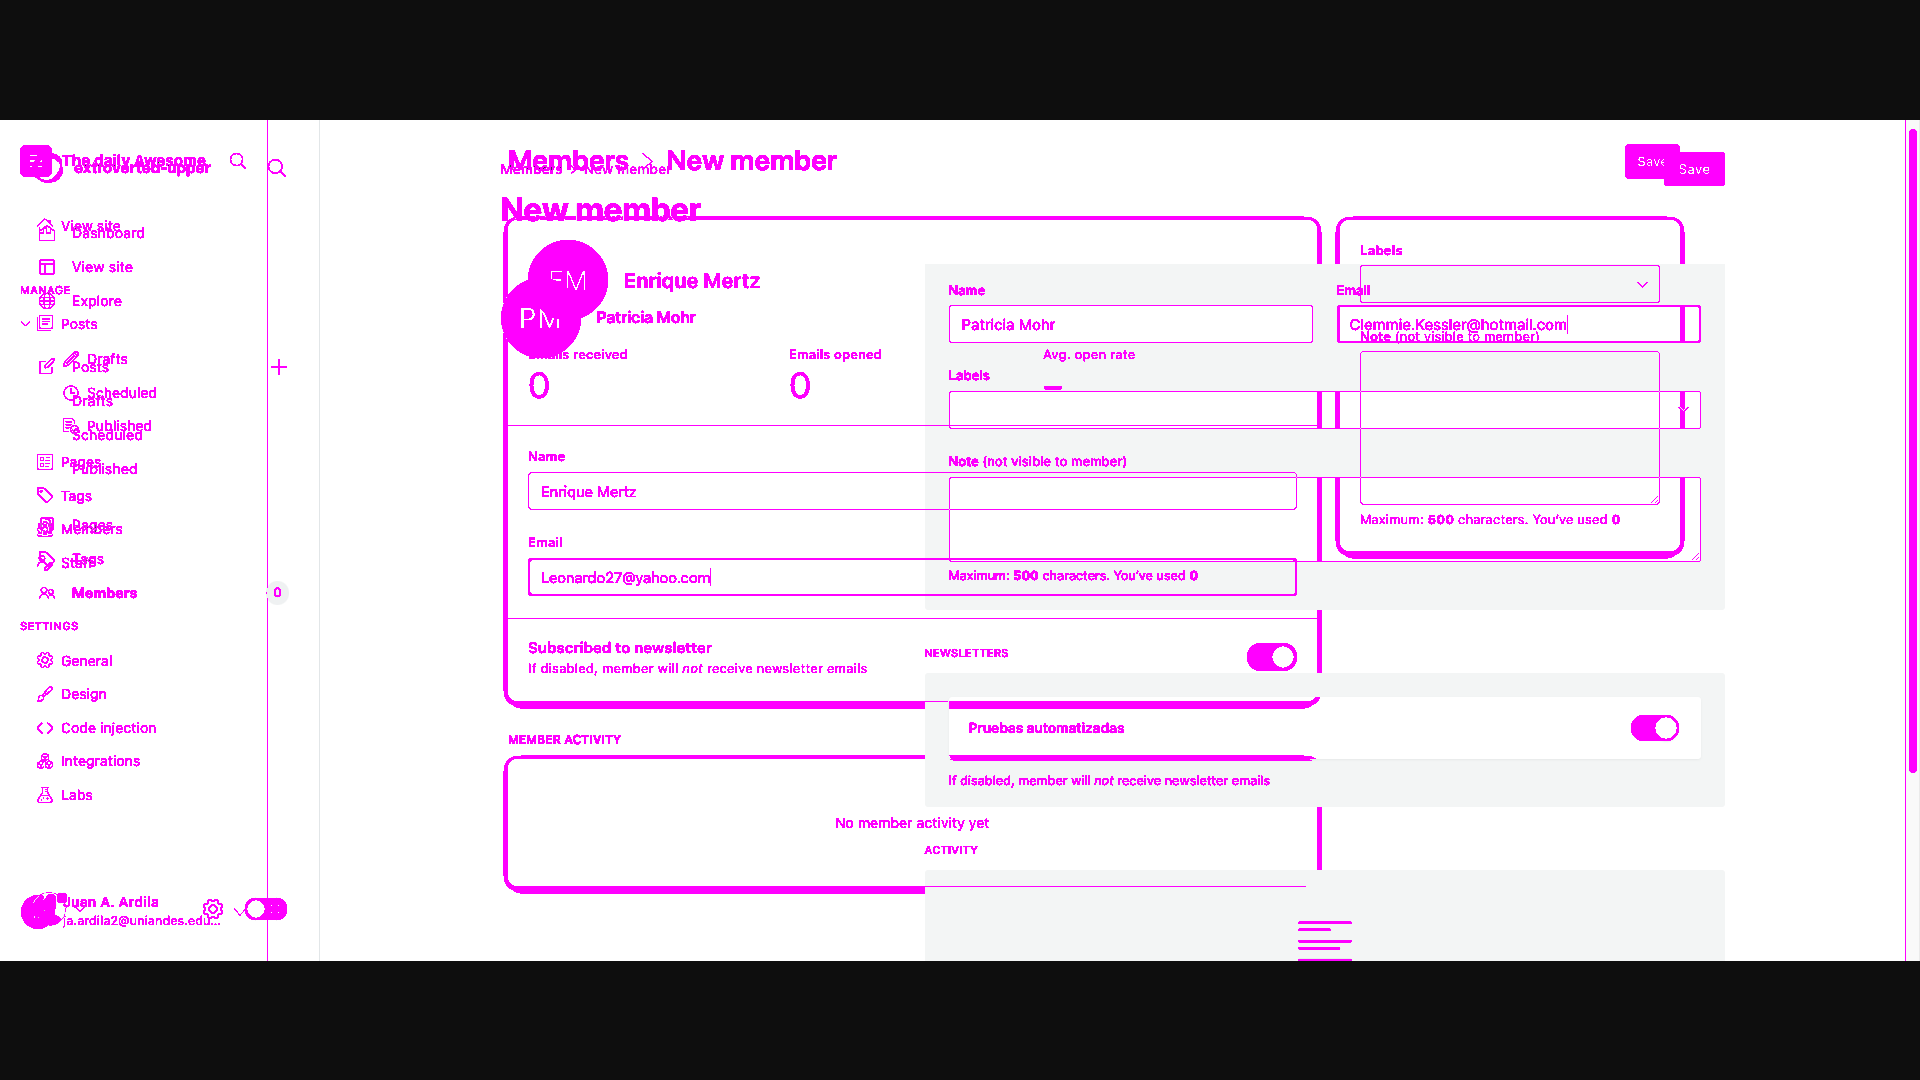 The daily Awesome
extroverted-upper
View site
Dashboard
View site
MANAGE
Explore
Posts
Drafts
Posts
Scheduled
Drafts
Published
Scheduled
Pages
Published
Tags
Members
Pages
Staff
Tags
Members
0
SETTINGS
General
Design
Code injection
Integrations
Labs
Juan A. Ardila
ja.ardila2@uniandes.edu...
Members > New member
Members > New member
Save
Save
New member
Enrique Mertz
PM
Patricia Mohr
Emails received
0
Emails opened
0
Avg. open rate
Name
Enrique Mertz
Email
Leonardo27@yahoo.com
Subscribed to newsletter
If disabled, member will not receive newsletter emails
MEMBER ACTIVITY
No member activity yet
Labels
Note (not visible to member)
Maximum: 500 characters. You've used 0
Name
Patricia Mohr
Email
Clemmie.Kessler@hotmail.com
Labels
Note (not visible to member)
Maximum: 500 characters. You've used 0
NEWSLETTERS
Pruebas automatizadas
If disabled, member will not receive newsletter emails
ACTIVITY